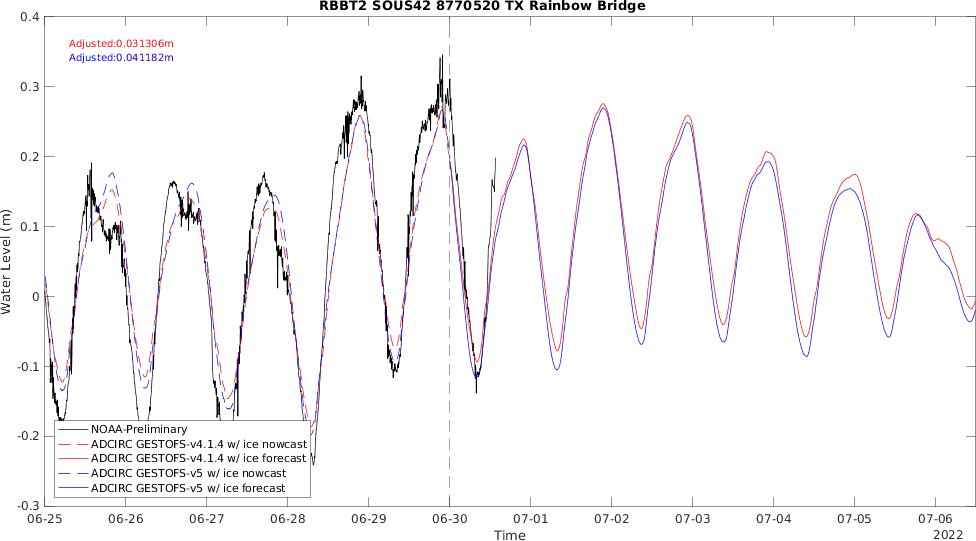 RBBT2 SOUS42 8770520 TX Rainbow Bridge
Adjusted:0.031306m
Adjusted:0.041182m
Water Level (m)
0.4
0.3
0.2
0.1
0
-0.1
-0.2
-0.3
NOAA-Preliminary
ADCIRC GESTOFS-v4.1.4 w/ ice nowcast
ADCIRC GESTOFS-v4.1.4 w/ ice forecast
ADCIRC GESTOFS-v5 w/ ice nowcast
ADCIRC GESTOFS-v5 w/ ice forecast
06-25 06-26 06-27 06-28 06-29 06-30 07-01 07-02 07-03 07-04 07-05 07-06
Time
2022